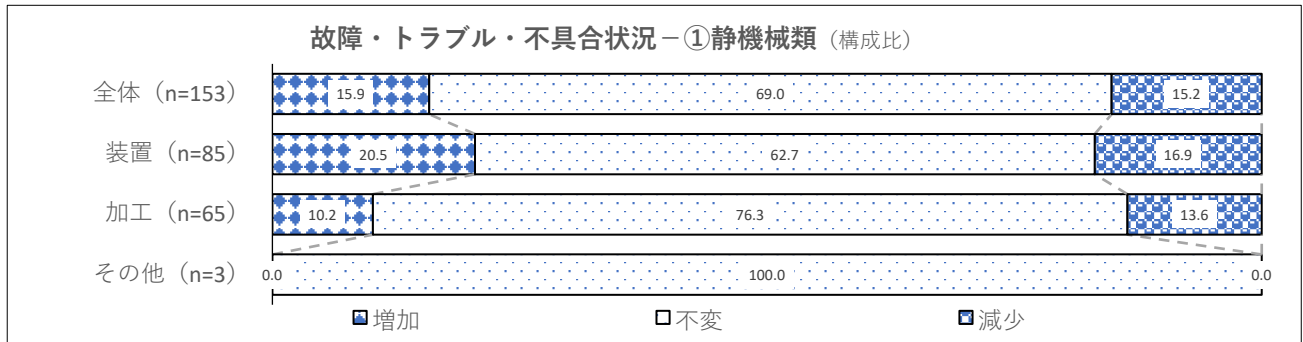 故障・トラブル・不具合状況－①静機械類（構成比）
全体（n=153） 15.9 69.0 15.2
装置（n=85） 20.5 62.7 16.9
加工（n=65） 10.2 76.3 13.6
その他（n=3） 0.0 100.0 0.0
増加 不変 減少